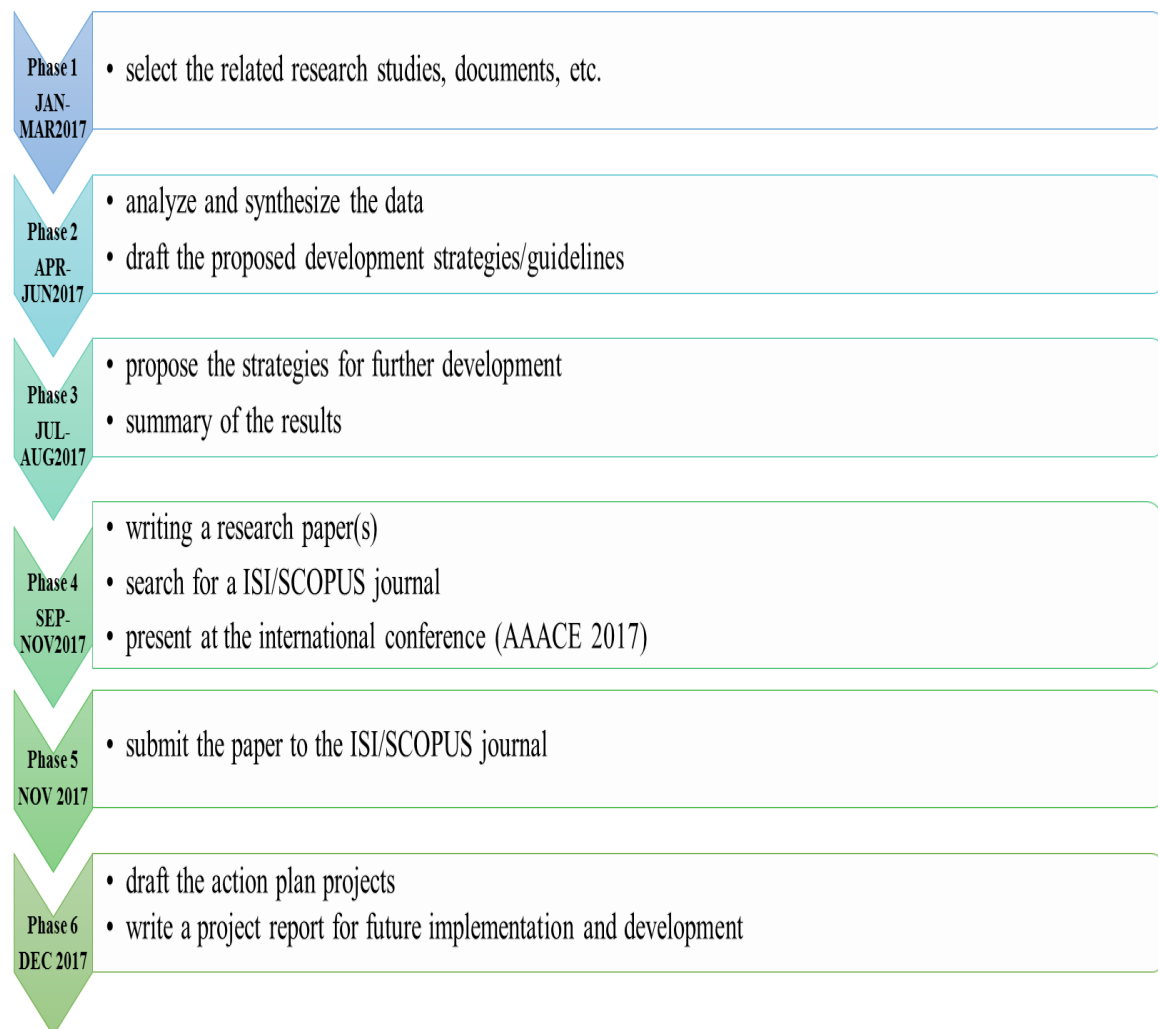 Phase 1
JAN-
MAR2017
• select the related research studies, documents, etc.
Phase 2
APR-
JUN2017
• analyze and synthesize the data
• draft the proposed development strategies/guidelines
Phase 3
JUL-
AUG2017
• propose the strategies for further development
• summary of the results
Phase 4
SEP-
NOV2017
• writing a research paper(s)
• search for a ISI/SCOPUS journal
• present at the international conference (AAACE 2017)
Phase 5
NOV 2017
• submit the paper to the ISI/SCOPUS journal
Phase 6
DEC 2017
• draft the action plan projects
• write a project report for future implementation and development